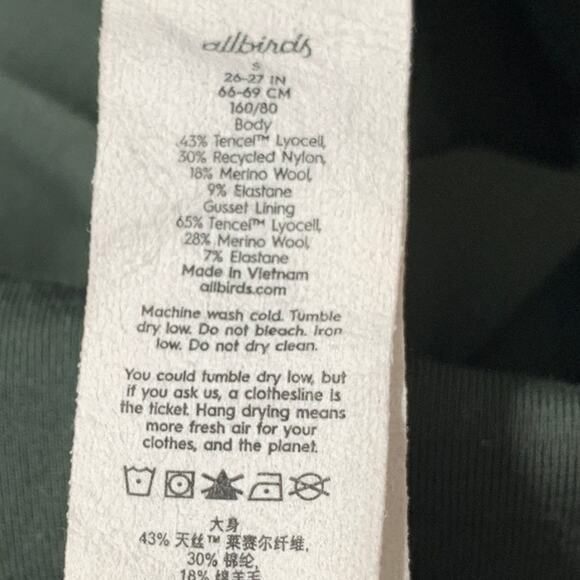 allbirds
S
26-27 IN
66-69 CM
160/80
Body
43% Tencel™ Lyocell,
30% Recycled Nylon,
18% Merino Wool,
9% Elastane
Gusset Lining
65% Tencel™ Lyocell,
28% Merino Wool,
7% Elastane
Made In Vietnam
allbirds.com
Machine wash cold. Tumble
dry low. Do not bleach. Iron
low. Do not dry clean.
You could tumble dry low, but
if you ask us, a clothesline is
the ticket. Hang drying means
more fresh air for your
clothes, and the planet.
大身
43% 天丝™ 莱赛尔纤维,
30% 锦纶,
18% 绵羊毛